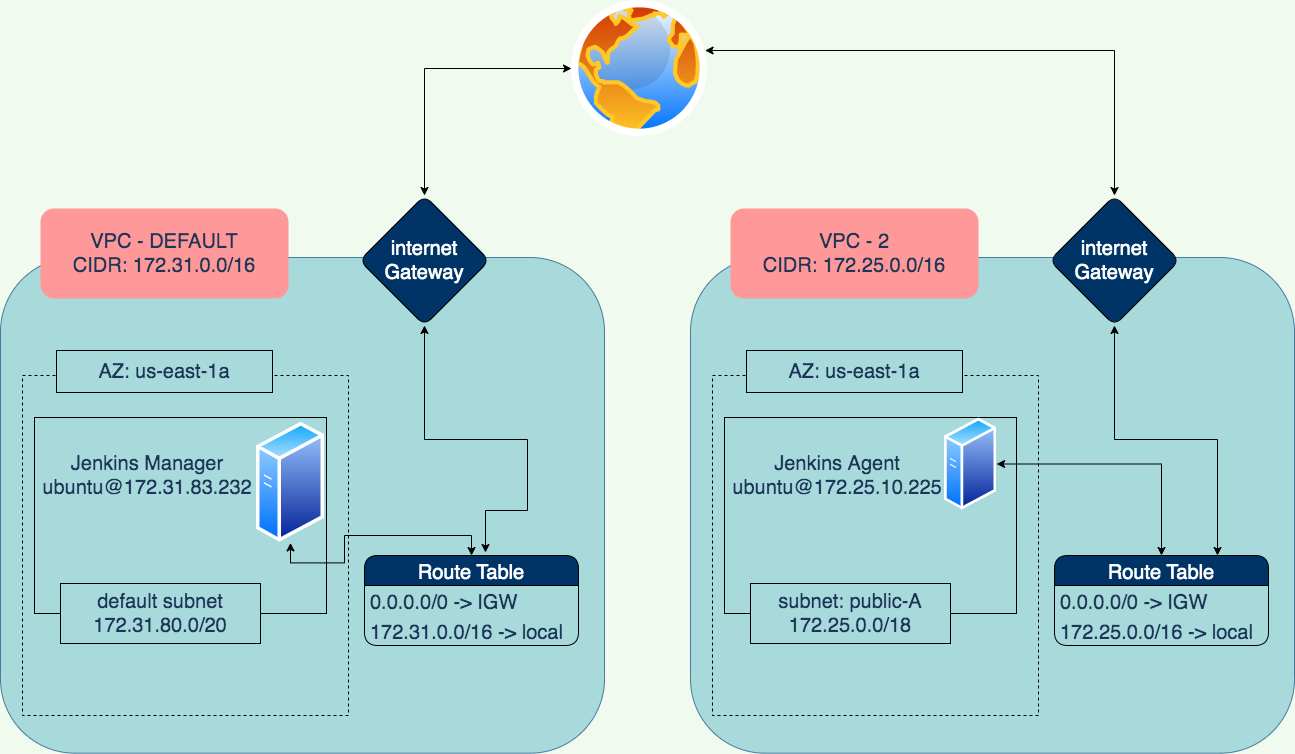 VPC - DEFAULT
CIDR: 172.31.0.0/16
internet
Gateway
AZ: us-east-1a
Jenkins Manager
ubuntu@172.31.83.232
default subnet
172.31.80.0/20
Route Table
0.0.0.0/0 -> IGW
172.31.0.0/16 -> local
VPC - 2
CIDR: 172.25.0.0/16
internet
Gateway
AZ: us-east-1a
Jenkins Agent
ubuntu@172.25.10.225
subnet: public-A
172.25.0.0/18
Route Table
0.0.0.0/0 -> IGW
172.25.0.0/16 -> local